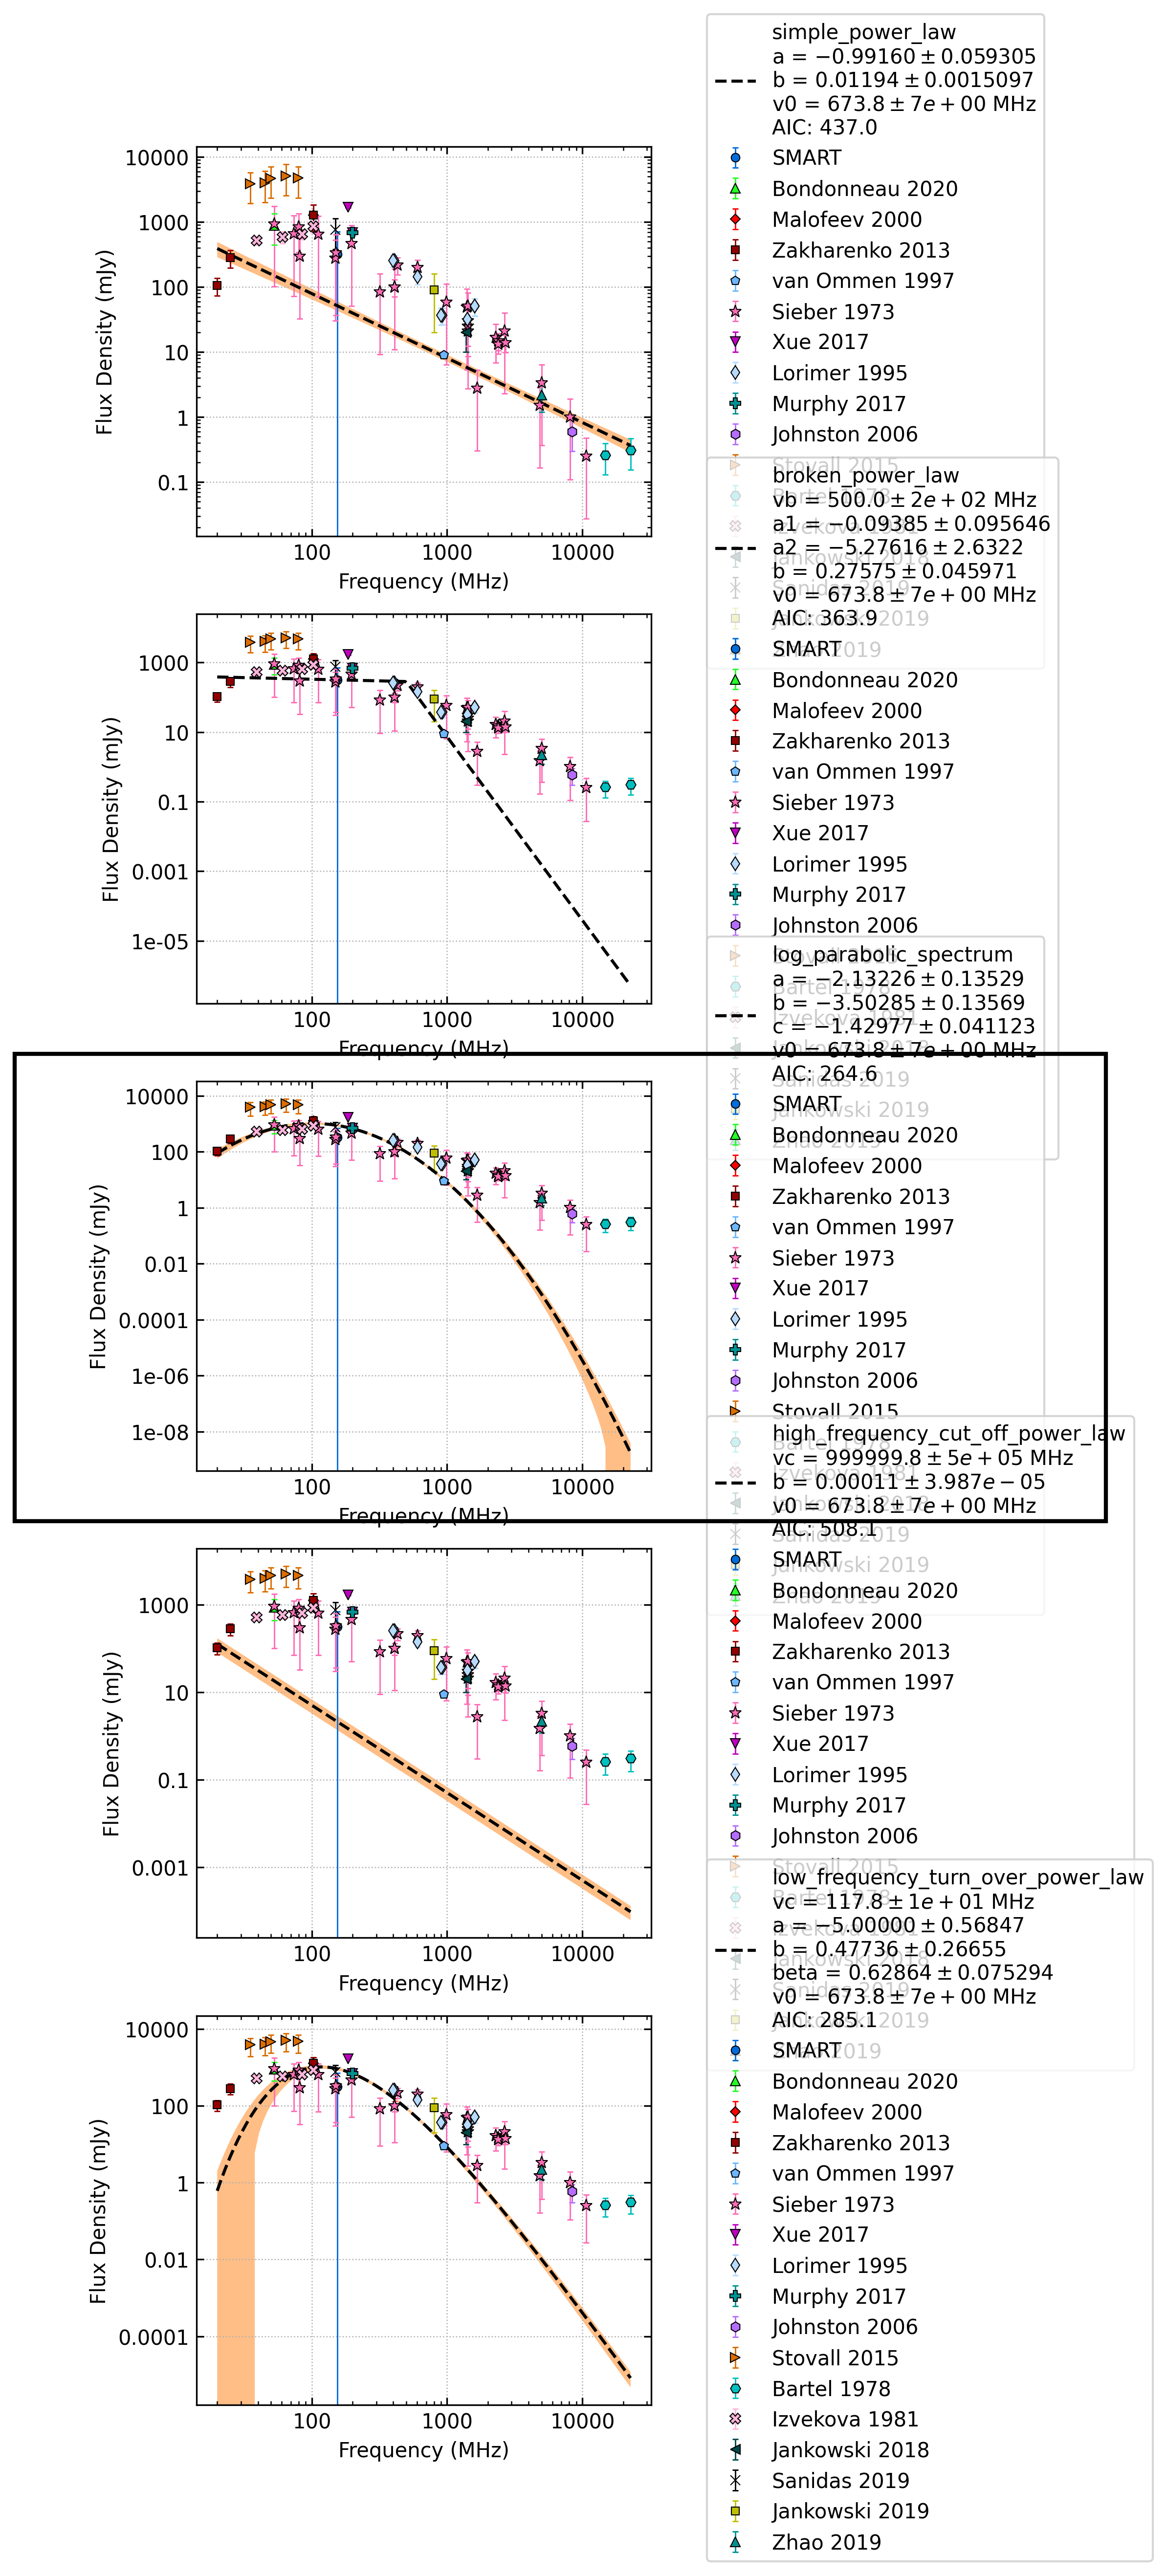 simple_power_law
a = −0.99160 ± 0.059305
b = 0.01194 ± 0.0015097
v0 = 673.8 ± 7e + 00 MHz
AIC: 437.0
SMART
Bondonneau 2020
Malofeev 2000
Zakharenko 2013
van Ommen 1997
Sieber 1973
Xue 2017
Lorimer 1995
Murphy 2017
Johnston 2006
Stovall 2015
10000
1000
100
10
1
0.1
Flux Density (mJy)
100 1000 10000
Frequency (MHz)
broken_power_law
vb = 500.0 ± 2e + 02 MHz
a1 = −0.09385 ± 0.095646
a2 = −5.27616 ± 2.6322
b = 0.27575 ± 0.045971
v0 = 673.8 ± 7e + 00 MHz
AIC: 363.9
SMART
Bondonneau 2020
Malofeev 2000
Zakharenko 2013
van Ommen 1997
Sieber 1973
Xue 2017
Lorimer 1995
Murphy 2017
Johnston 2006
1000
10
0.1
0.001
1e-05
Flux Density (mJy)
100 1000 10000
Frequency (MHz)
log_parabolic_spectrum
a = −2.13226 ± 0.13529
b = −3.50285 ± 0.13569
c = −1.42977 ± 0.041123
v0 = 673.8 ± 7e + 00 MHz
AIC: 264.6
SMART
Bondonneau 2020
Malofeev 2000
Zakharenko 2013
van Ommen 1997
Sieber 1973
Xue 2017
Lorimer 1995
Murphy 2017
Johnston 2006
Stovall 2015
10000
100
1
0.01
0.0001
1e-06
1e-08
Flux Density (mJy)
Frequency (MHz)
high_frequency_cut_off_power_law
vc = 999999.8 ± 5e + 05 MHz
b = 0.00011 ± 3.987e − 05
v0 = 673.8 ± 7e + 00 MHz
AIC: 508.1
SMART
Bondonneau 2020
Malofeev 2000
Zakharenko 2013
van Ommen 1997
Sieber 1973
Xue 2017
Lorimer 1995
Murphy 2017
Johnston 2006
Stovall 2015
1000
10
0.1
0.001
Flux Density (mJy)
100 1000 10000
Frequency (MHz)
low_frequency_turn_over_power_law
vc = 117.8 ± 1e + 01 MHz
a = −5.00000 ± 0.56847
b = 0.47736 ± 0.26655
beta = 0.62864 ± 0.075294
v0 = 673.8 ± 7e + 00 MHz
AIC: 285.1
SMART
Bondonneau 2020
Malofeev 2000
Zakharenko 2013
van Ommen 1997
Sieber 1973
Xue 2017
Lorimer 1995
Murphy 2017
Johnston 2006
Stovall 2015
Bartel 1978
Izvekova 1981
Jankowski 2018
Sanidas 2019
Jankowski 2019
Zhao 2019
10000
100
1
0.01
0.0001
Flux Density (mJy)
100 1000 10000
Frequency (MHz)